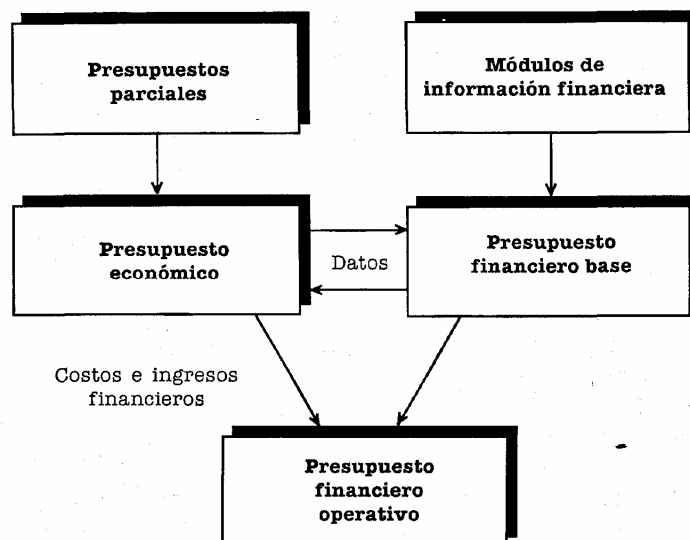 Presupuestos
parciales
Módulos de
información financiera
Presupuesto
económico
Datos
Presupuesto
financiero base
Costos e ingresos
financieros
Presupuesto
financiero
operativo